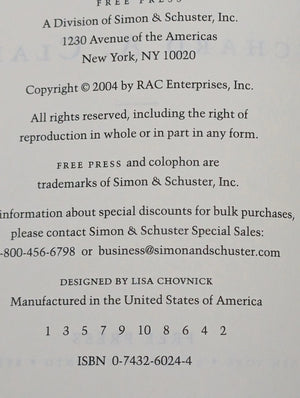 FREE PRESS
A Division of Simon & Schuster, Inc.
1230 Avenue of the Americas
New York, NY 10020
Copyright © 2004 by RAC Enterprises, Inc.
All rights reserved, including the right of
reproduction in whole or in part in any form.
FREE PRESS and colophon are
trademarks of Simon & Schuster, Inc.
information about special discounts for bulk purchases,
please contact Simon & Schuster Special Sales:
-800-456-6798 or business@simonandschuster.com
DESIGNED BY LISA CHOVNICK
Manufactured in the United States of America
1 3 5 7 9 10 8 6 4 2
ISBN 0-7432-6024-4